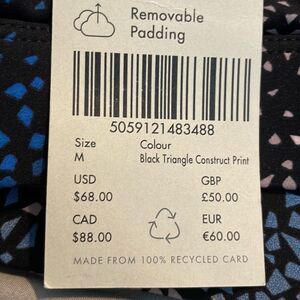 Removable
Padding
5059121483488
Size Colour
M Black Triangle Construct Print
USD GBP
$68.00 £50.00
CAD EUR
$88.00 €60.00
MADE FROM 100% RECYCLED CARD